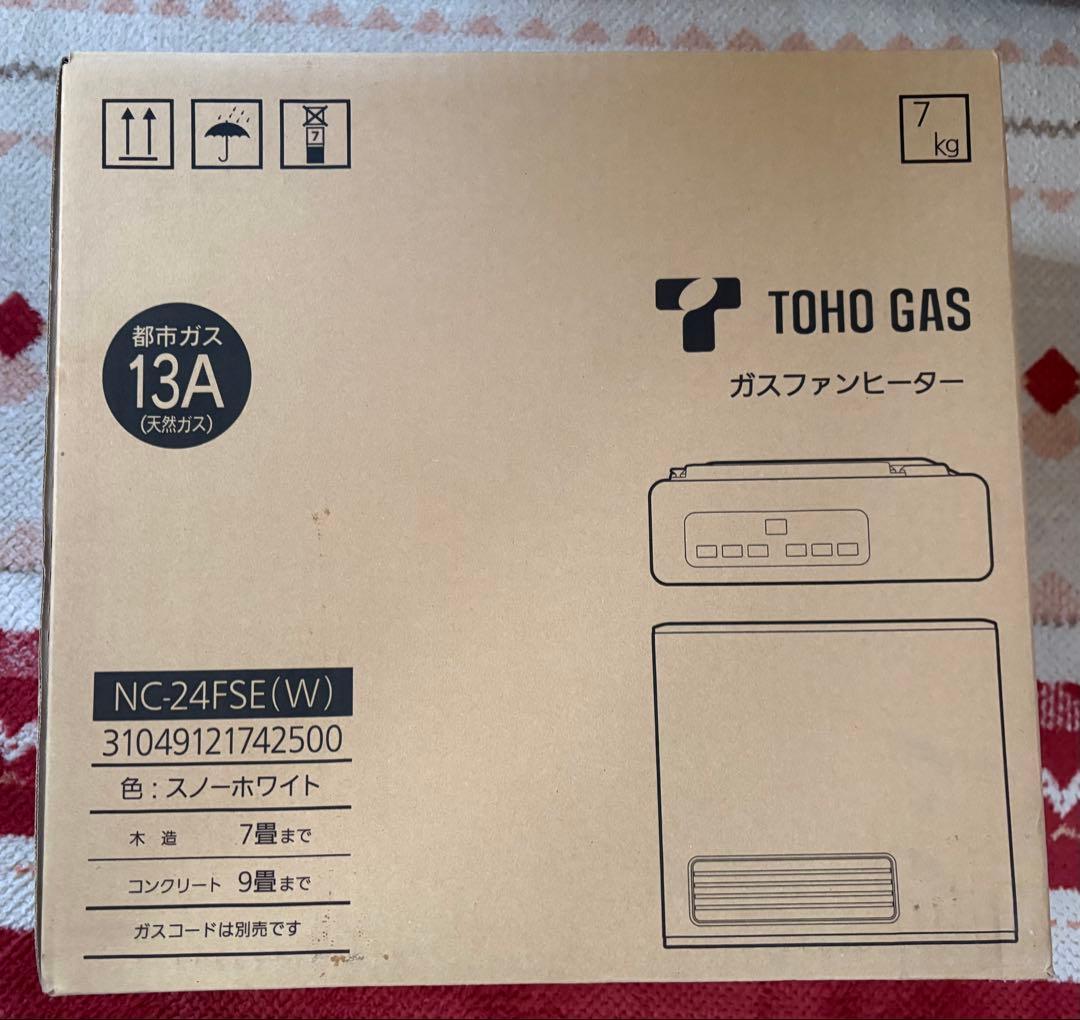 7
7
kg
TOHO GAS
ガスファンヒーター
都市ガス
13A
(天然ガス)
NC-24FSE(W)
31049121742500
色:スノーホワイト
木造 7畳まで
コンクリート 9畳まで
ガスコードは別売です